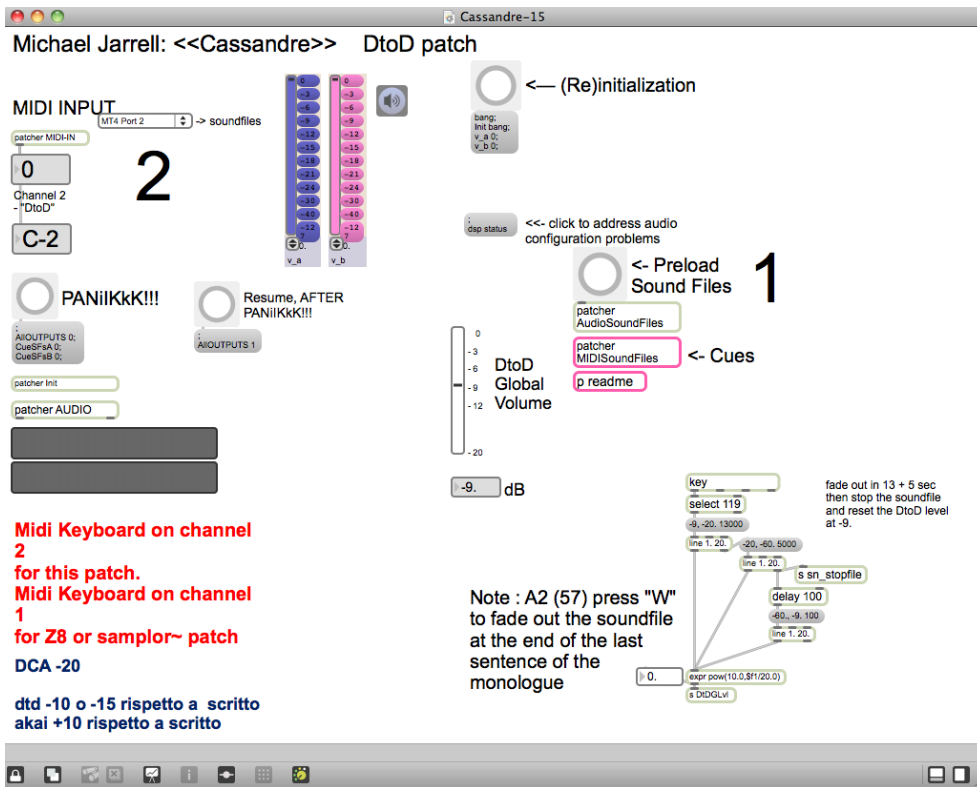 Cassandre-15
Michael Jarrell: <<Cassandre>> DtoD patch
MIDI INPUT
MT4 Port 2
-> soundfiles
patcher MIDI-IN
0
Channel 2
- "DtoD"
C-2
2
0
-3
-6
-9
-12
-15
-18
-21
-24
-30
-40
-12
7
0.
v_a
0
-3
-6
-9
-12
-15
-18
-21
-24
-30
-40
-12
7
0.
v_b
<— (Re)initialization
bang;
Init bang;
v_a 0;
v_b 0;
;
dsp status
<<- click to address audio
configuration problems
PANiIKkK!!!
;
AllOUTPUTS 0;
CueSFsA 0;
CueSFsB 0;
Resume, AFTER
PANiIKkK!!!
;
AllOUTPUTS 1
patcher Init
patcher AUDIO
<- Preload
Sound Files
1
patcher
AudioSoundFiles
patcher
MIDISoundFiles
<- Cues
p readme
0
- 3
- 6
- 9
- 12
- 20
DtoD
Global
Volume
-9.
dB
key
select 119
-9, -20. 13000
line 1. 20.
-20, -60. 5000
line 1. 20.
s sn_stopfile
delay 100
-60., -9. 100
line 1. 20.
0.
expr pow(10.0,$f1/20.0)
s DtDGLvl
fade out in 13 + 5 sec
then stop the soundfile
and reset the DtoD level
at -9.
Midi Keyboard on channel
2
for this patch.
Midi Keyboard on channel
1
for Z8 or samplor~ patch
DCA -20
dtd -10 o -15 rispetto a scritto
akai +10 rispetto a scritto
Note : A2 (57) press "W"
to fade out the soundfile
at the end of the last
sentence of the
monologue